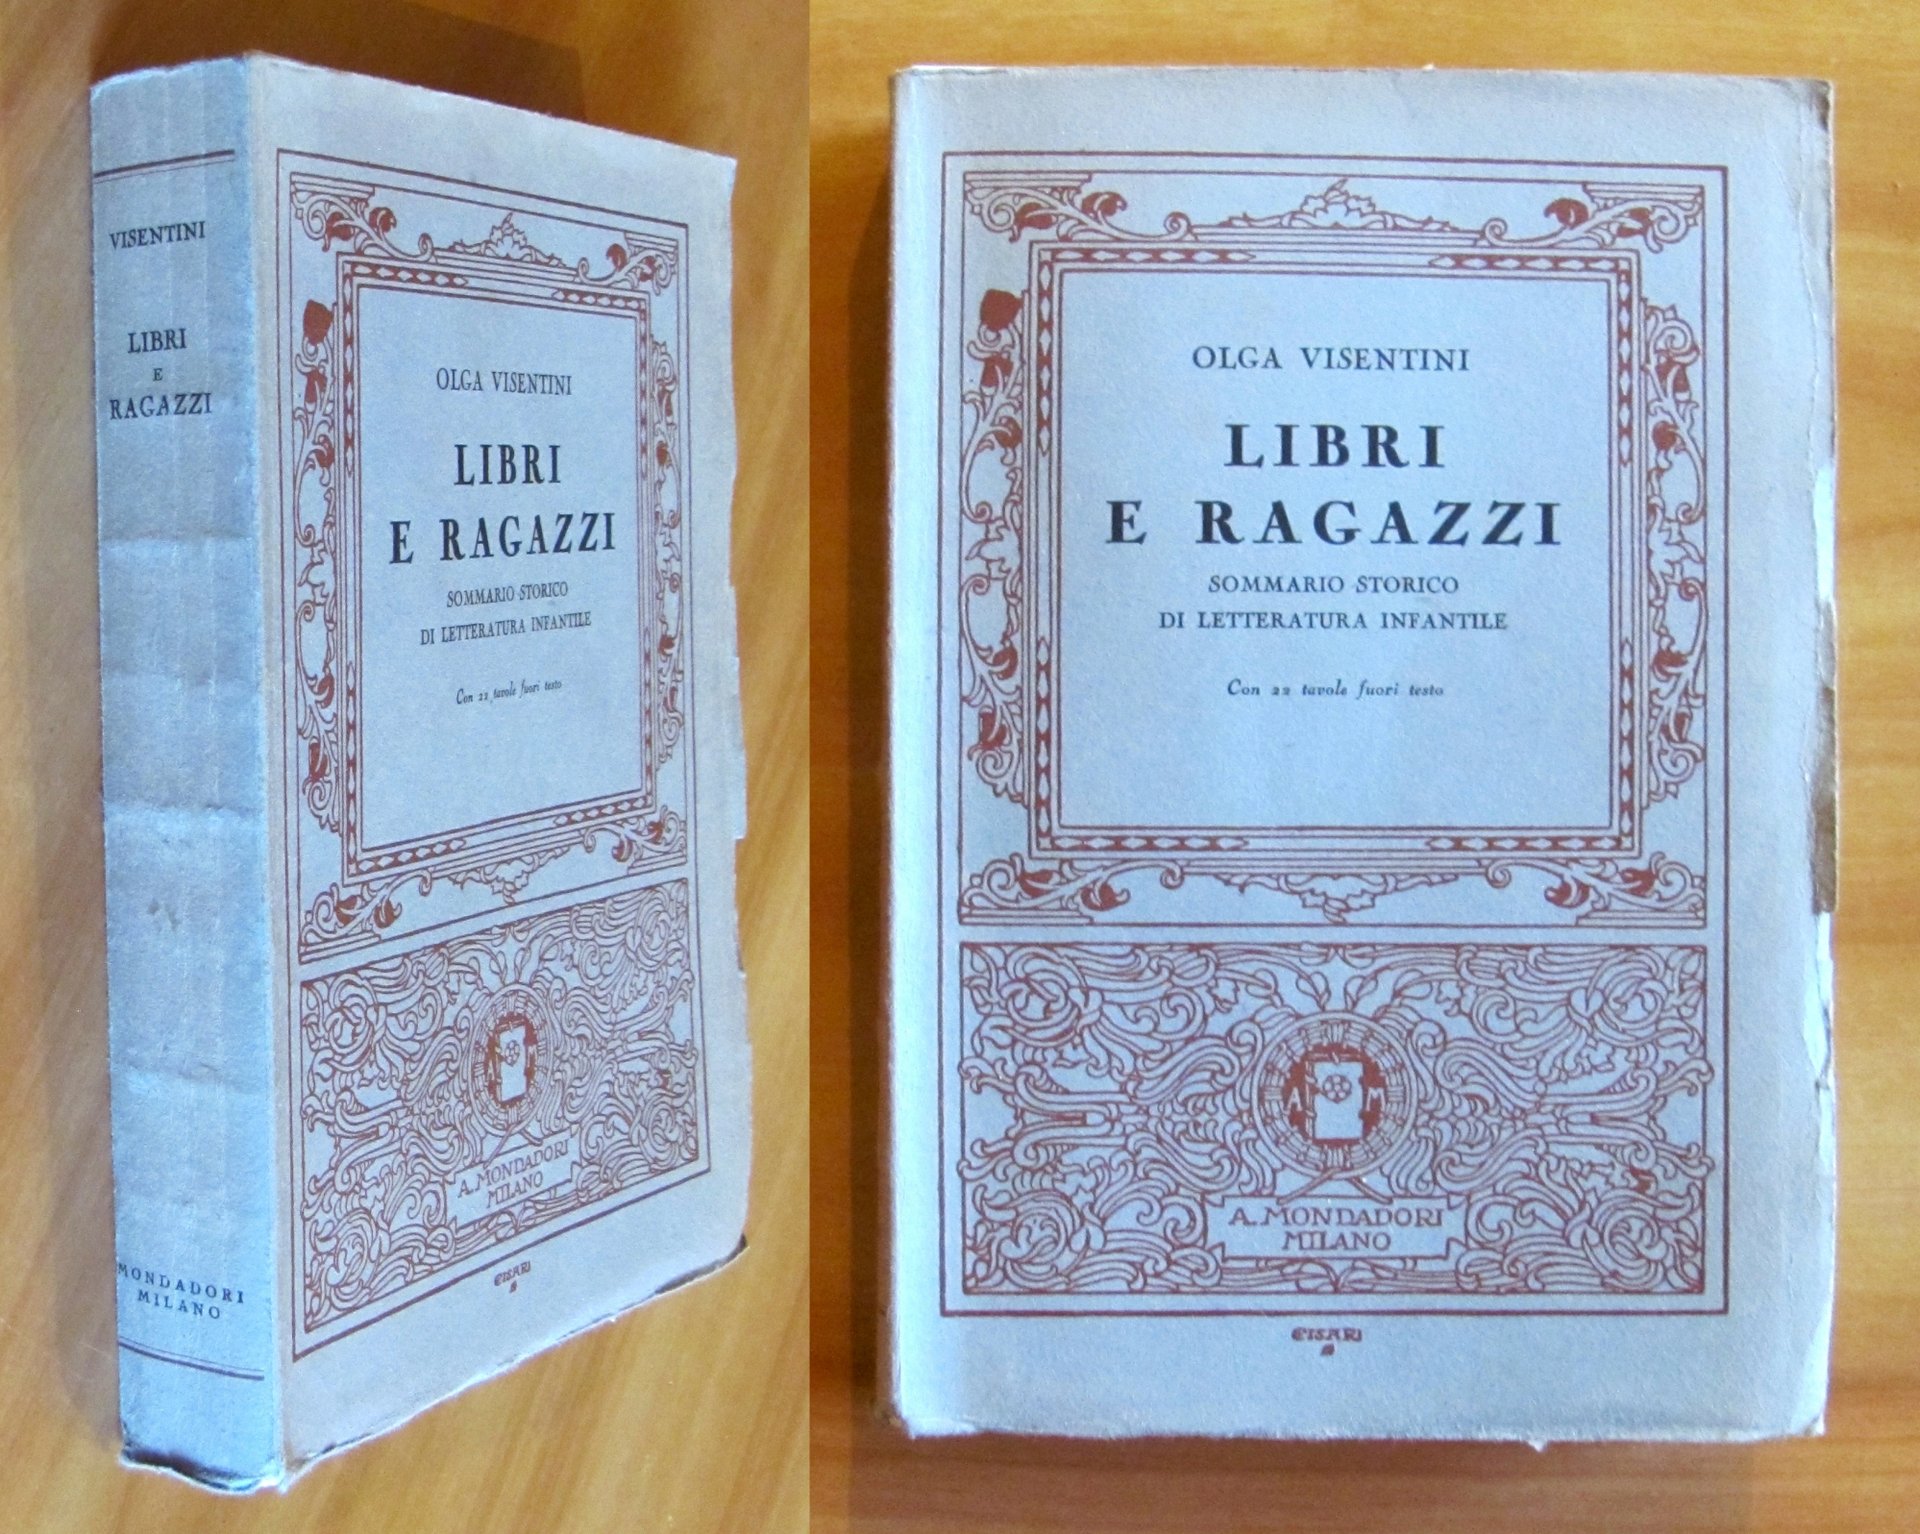 VISENTINI
LIBRI
E
RAGAZZI
MONDADORI
MILANO
OLGA VISENTINI
LIBRI
E RAGAZZI
SOMMARIO STORICO
DI LETTERATURA INFANTILE
Con 22 tavole fuori testo
A M
A. MONDADORI
MILANO
CISARI
OLGA VISENTINI
LIBRI
E RAGAZZI
SOMMARIO STORICO
DI LETTERATURA INFANTILE
Con 22 tavole fuori testo
A M
A. MONDADORI
MILANO
CISARI